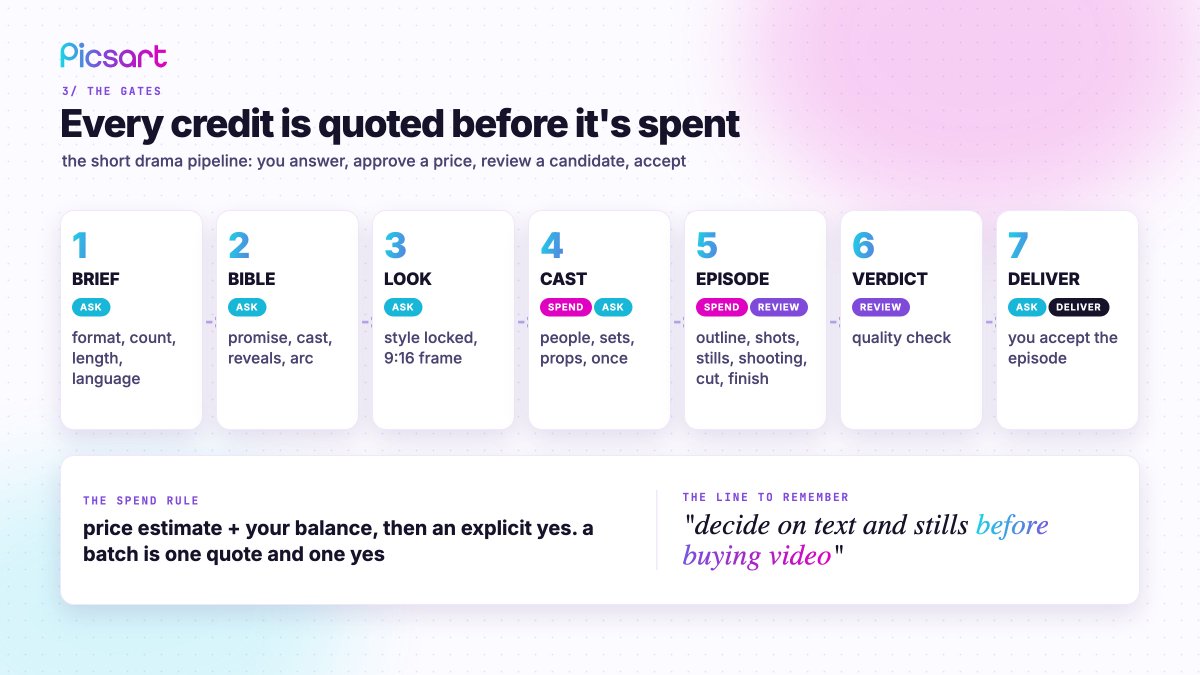 Picsart
3/ THE GATES
Every credit is quoted before it's spent
the short drama pipeline: you answer, approve a price, review a candidate, accept
1
BRIEF
ASK
format, count,
length,
language
2
BIBLE
ASK
promise, cast,
reveals, arc
3
LOOK
ASK
style locked,
9:16 frame
4
CAST
SPEND ASK
people, sets,
props, once
5
EPISODE
SPEND REVIEW
outline, shots,
stills, shooting,
cut, finish
6
VERDICT
REVIEW
quality check
7
DELIVER
ASK DELIVER
you accept the
episode
THE SPEND RULE
price estimate + your balance, then an explicit yes. a
batch is one quote and one yes
THE LINE TO REMEMBER
"decide on text and stills before
buying video"